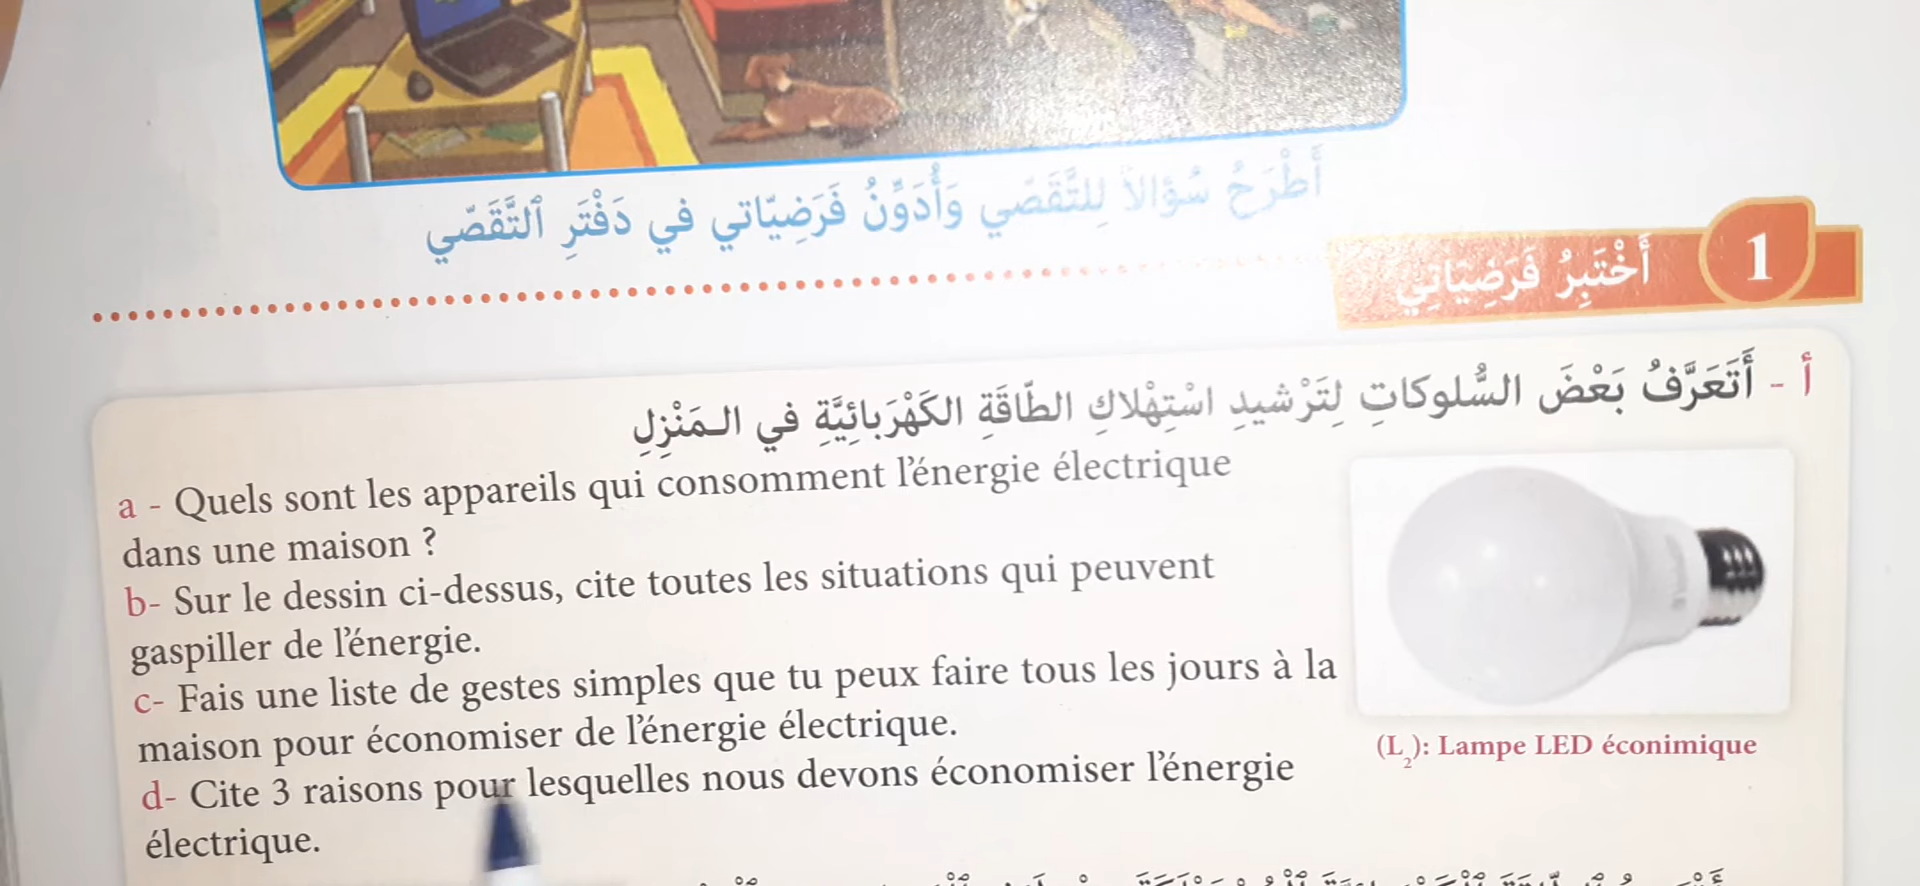 أَطْرَحُ سُؤالاً لِلتَّقَصّي وَأُدَوِّنُ فَرَضِيّاتي في دَفْتَرِ ٱلتَّقَصّي
1 أَخْتَبِرُ فَرَضِيّاتِي
أ - أَتَعَرَّفُ بَعْضَ السُّلوكاتِ لِتَرْشيدِ اسْتِهْلاكِ الطّاقَةِ الكَهْرَبائِيَّةِ في الـمَنْزِلِ
a - Quels sont les appareils qui consomment l'énergie électrique
dans une maison ?
b- Sur le dessin ci-dessus, cite toutes les situations qui peuvent
gaspiller de l'énergie.
c- Fais une liste de gestes simples que tu peux faire tous les jours à la
maison pour économiser de l'énergie électrique.
d- Cite 3 raisons pour lesquelles nous devons économiser l'énergie
électrique.
(L₂): Lampe LED éconimique